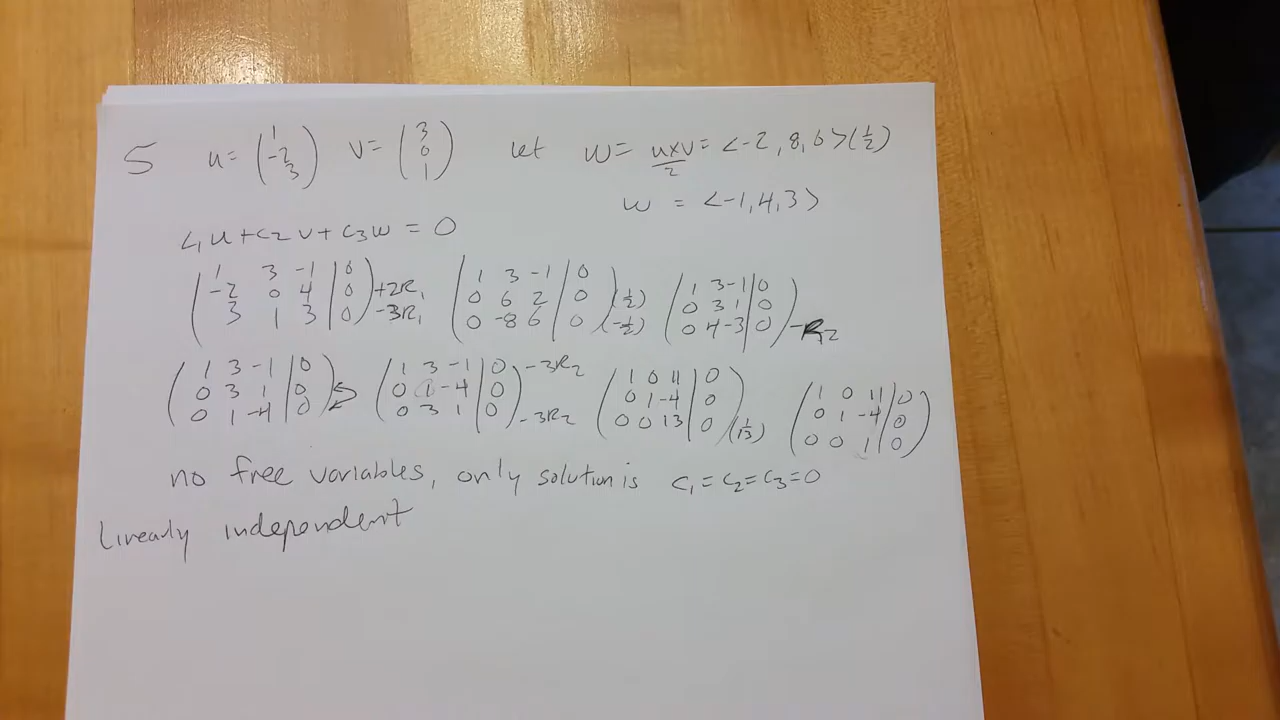 5 u = (1 -2 3) v = (3 0 1) let w = u×v/2 = <-2, 8, 6>(1/2)
w = <-1, 4, 3>
c₁u + c₂v + c₃w = 0
(1 3 -1 | 0
-2 0 4 | 0
3 1 3 | 0) +2R₁ -3R₁
(1 3 -1 | 0
0 6 2 | 0
0 -8 6 | 0) (1/2) (-1/2)
(1 3 -1 | 0
0 3 1 | 0
0 4 -3 | 0) -R₂
(1 3 -1 | 0
0 3 1 | 0
0 1 -4 | 0)
(1 3 -1 | 0
0 1 -4 | 0
0 3 1 | 0) -3R₂ -3R₂
(1 0 11 | 0
0 1 -4 | 0
0 0 13 | 0) (1/13)
(1 0 11 | 0
0 1 -4 | 0
0 0 1 | 0)
no free variables, only solution is c₁ = c₂ = c₃ = 0
linearly independent